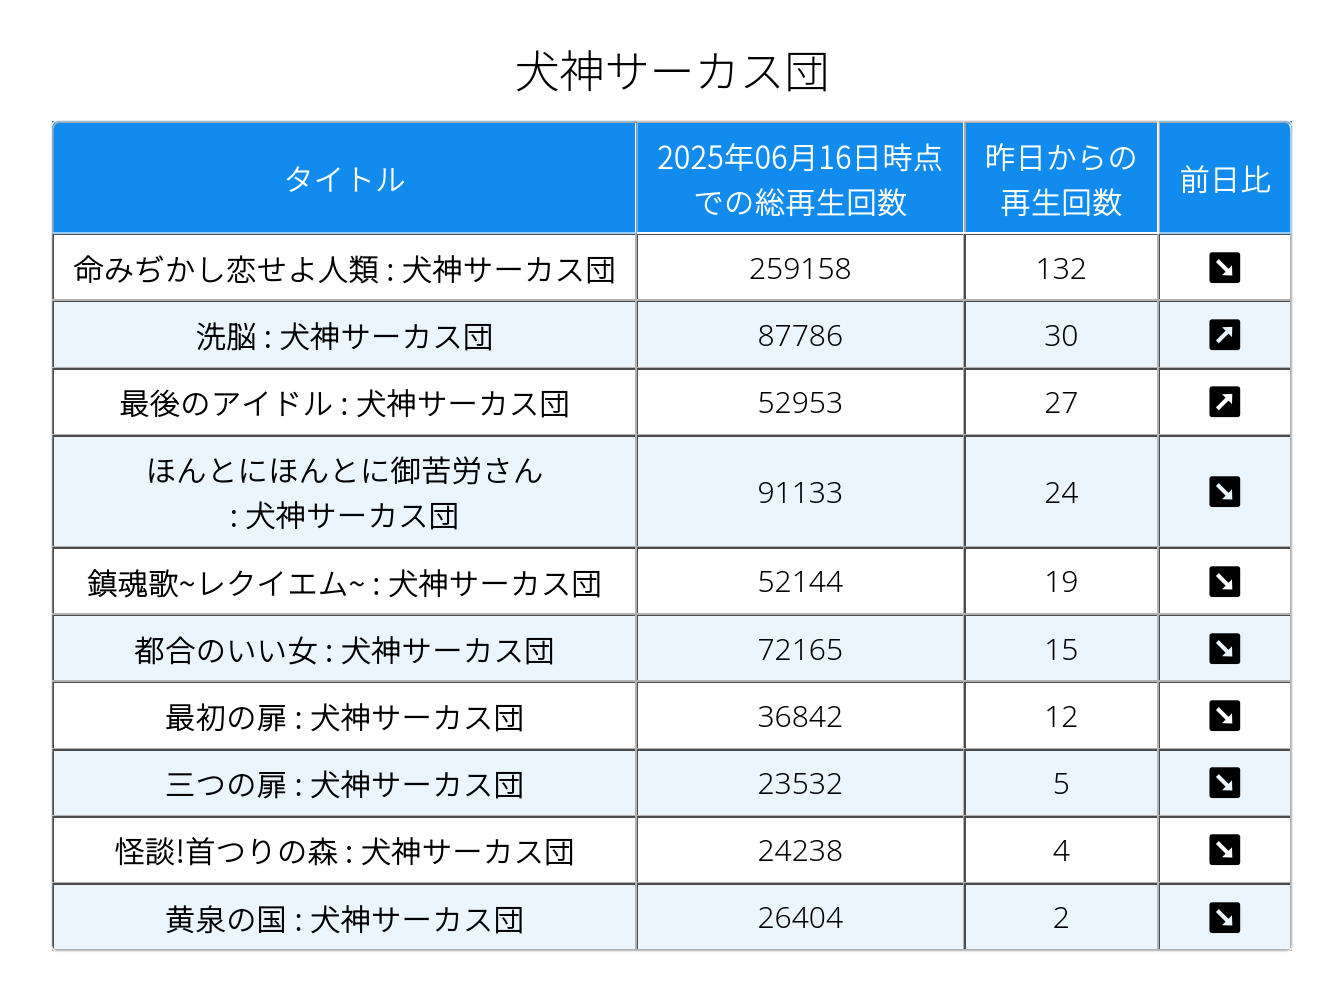 犬神サーカス団
タイトル
2025年06月16日時点
での総再生回数
昨日からの
再生回数
前日比
命みぢかし恋せよ人類 : 犬神サーカス団 259158 132
洗脳 : 犬神サーカス団 87786 30
最後のアイドル : 犬神サーカス団 52953 27
ほんとにほんとに御苦労さん
: 犬神サーカス団 91133 24
鎮魂歌~レクイエム~ : 犬神サーカス団 52144 19
都合のいい女 : 犬神サーカス団 72165 15
最初の扉 : 犬神サーカス団 36842 12
三つの扉 : 犬神サーカス団 23532 5
怪談!首つりの森 : 犬神サーカス団 24238 4
黄泉の国 : 犬神サーカス団 26404 2